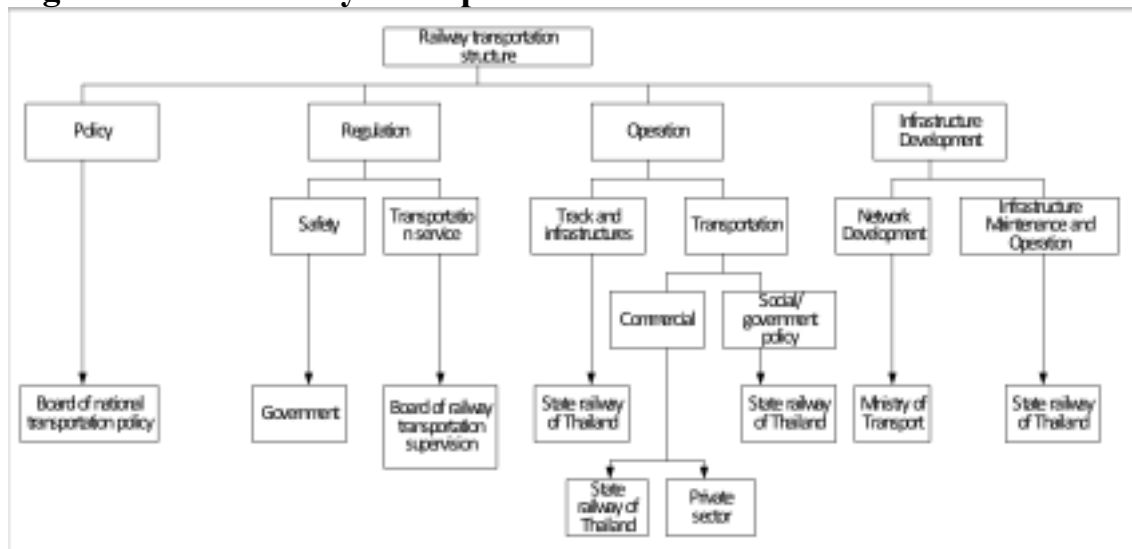 Railway transportation
structure
Policy
Regulation
Operation
Infrastructure
Development
Safety
Transportatio
n service
Track and
infrastructures
Transportation
Network
Development
Infrastructure
Maintenance and
Operation
Commercial
Social/
government
policy
Board of national
transportation policy
Government
Board of railway
transportation
supervision
State railway
of Thailand
State railway
of Thailand
Ministry of
Transport
State railway
of Thailand
State
railway of
Thailand
Private
sector